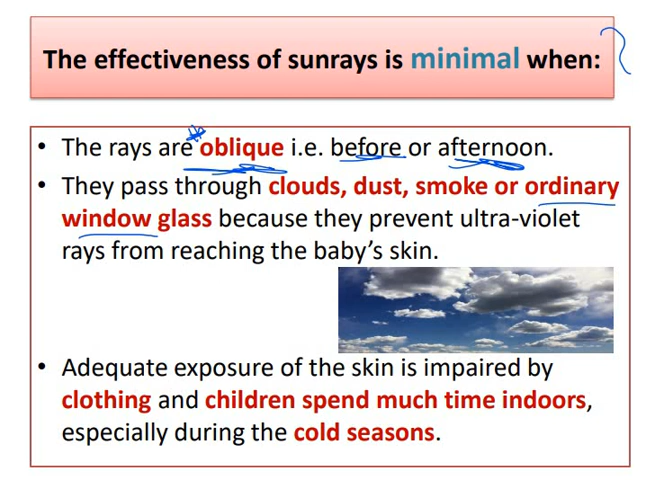 The effectiveness of sunrays is minimal when:
• The rays are oblique i.e. before or afternoon.
• They pass through clouds, dust, smoke or ordinary
window glass because they prevent ultra-violet
rays from reaching the baby's skin.
• Adequate exposure of the skin is impaired by
clothing and children spend much time indoors,
especially during the cold seasons.